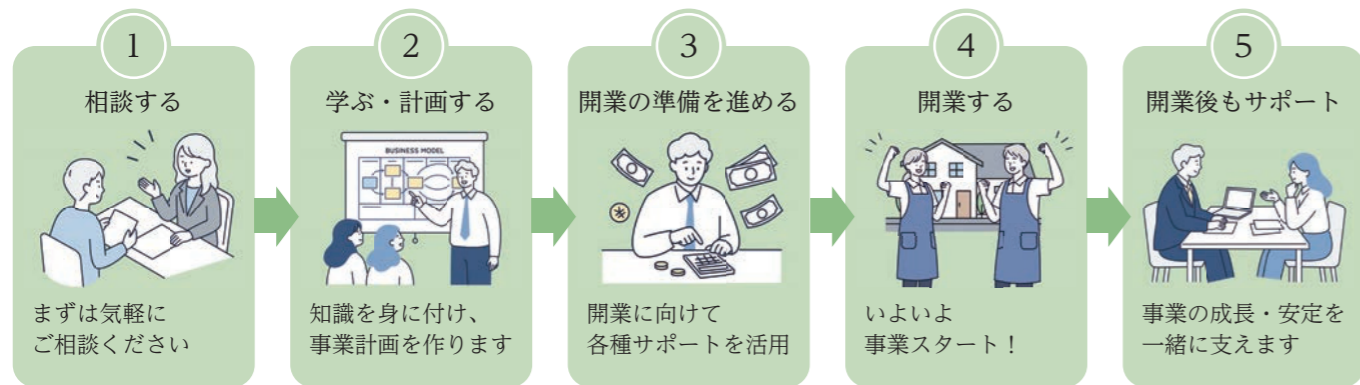 1
相談する
まずは気軽に
ご相談ください
2
学ぶ・計画する
BUSINESS MODEL
知識を身に付け、
事業計画を作ります
3
開業の準備を進める
開業に向けて
各種サポートを活用
4
開業する
いよいよ
事業スタート！
5
開業後もサポート
事業の成長・安定を
一緒に支えます